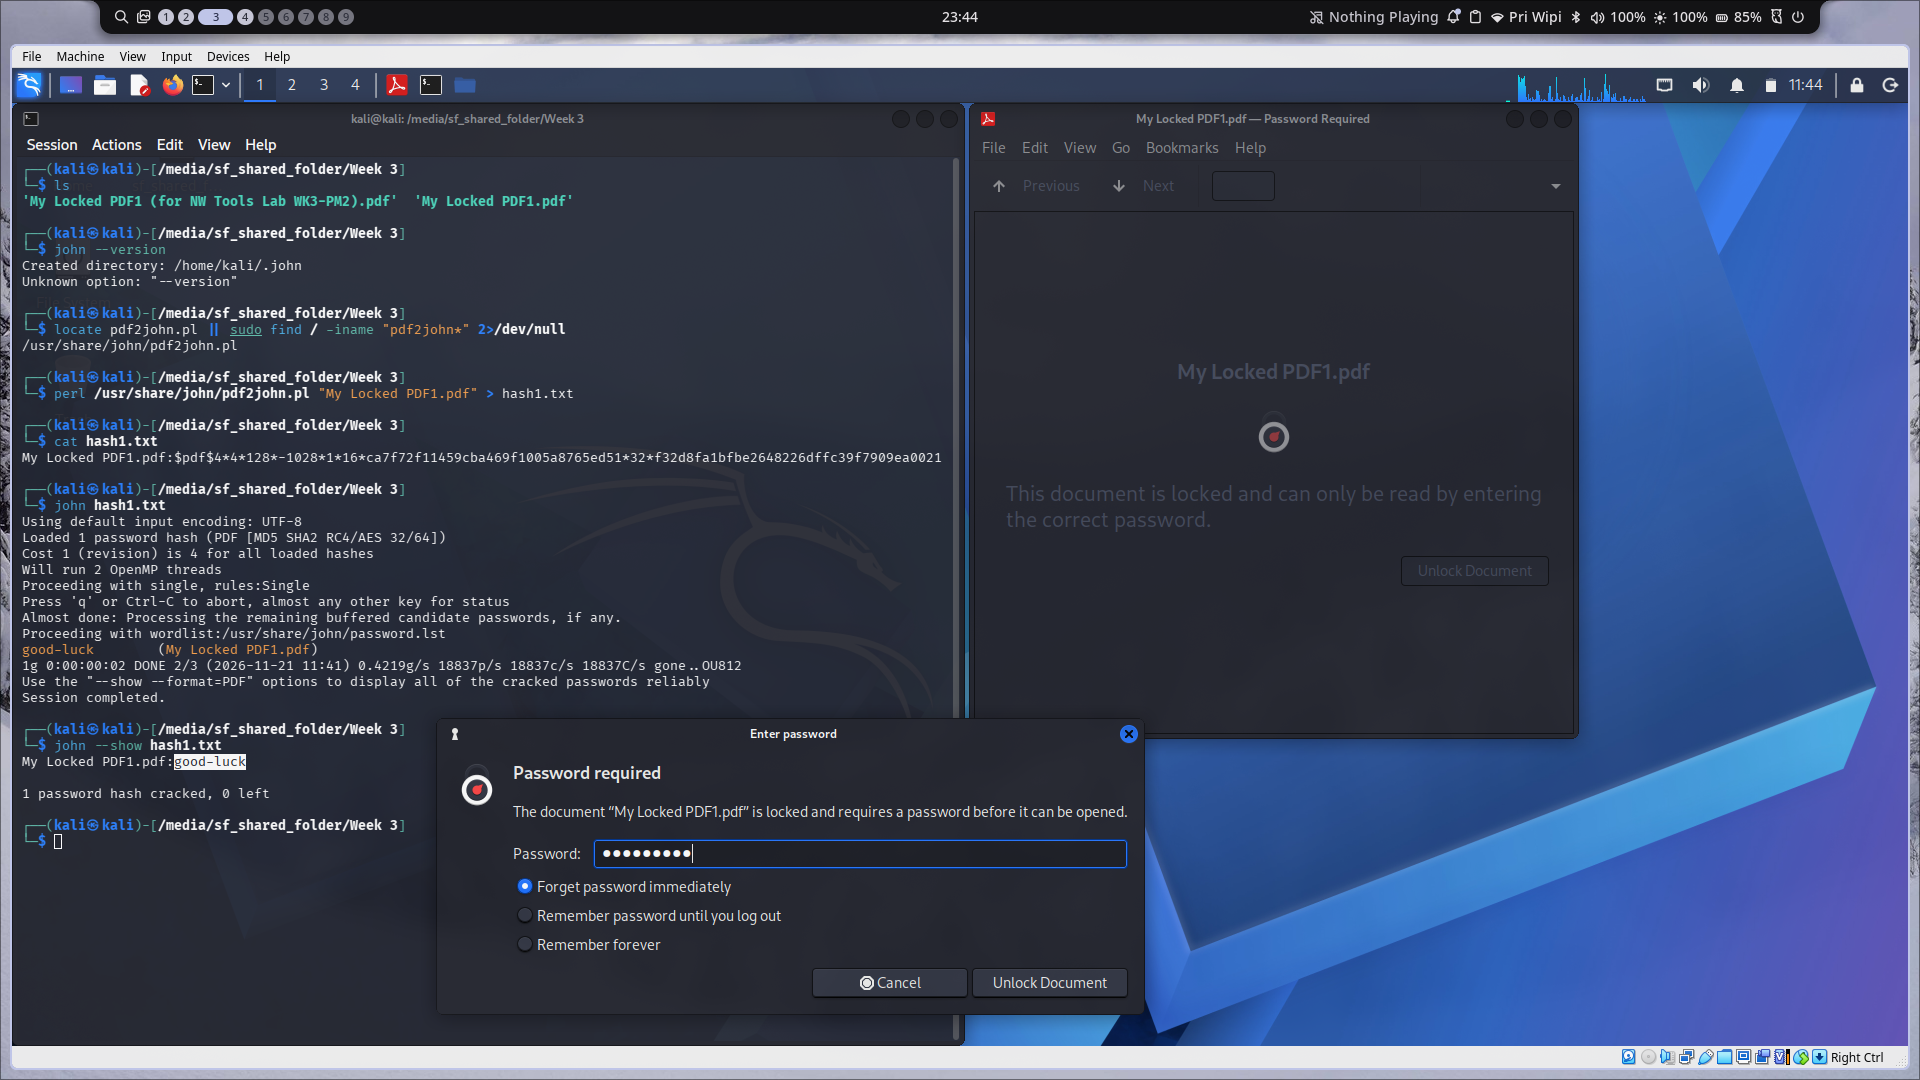 1 2 3 4 5 6 7 8 9
23:44
Nothing Playing Pri Wipi 100% 100% 85%
File Machine View Input Devices Help
1 2 3 4
11:44
kali@kali: /media/sf_shared_folder/Week 3
Session Actions Edit View Help
┌──(kali㉿kali)-[/media/sf_shared_folder/Week 3]
└─$ ls
'My Locked PDF1 (for NW Tools Lab WK3-PM2).pdf'  'My Locked PDF1.pdf'
┌──(kali㉿kali)-[/media/sf_shared_folder/Week 3]
└─$ john --version
Created directory: /home/kali/.john
Unknown option: "--version"
┌──(kali㉿kali)-[/media/sf_shared_folder/Week 3]
└─$ locate pdf2john.pl || sudo find / -iname "pdf2john*" 2>/dev/null
/usr/share/john/pdf2john.pl
┌──(kali㉿kali)-[/media/sf_shared_folder/Week 3]
└─$ perl /usr/share/john/pdf2john.pl "My Locked PDF1.pdf" > hash1.txt
┌──(kali㉿kali)-[/media/sf_shared_folder/Week 3]
└─$ cat hash1.txt
My Locked PDF1.pdf:$pdf$4*4*128*-1028*1*16*ca7f72f11459cba469f1005a8765ed51*32*f32d8fa1bfbe2648226dffc39f7909ea0021
┌──(kali㉿kali)-[/media/sf_shared_folder/Week 3]
└─$ john hash1.txt
Using default input encoding: UTF-8
Loaded 1 password hash (PDF [MD5 SHA2 RC4/AES 32/64])
Cost 1 (revision) is 4 for all loaded hashes
Will run 2 OpenMP threads
Proceeding with single, rules:Single
Press 'q' or Ctrl-C to abort, almost any other key for status
Almost done: Processing the remaining buffered candidate passwords, if any.
Proceeding with wordlist:/usr/share/john/password.lst
good-luck        (My Locked PDF1.pdf)
1g 0:00:00:02 DONE 2/3 (2026-11-21 11:41) 0.4219g/s 18837p/s 18837c/s 18837C/s gone..OU812
Use the "--show --format=PDF" options to display all of the cracked passwords reliably
Session completed.
┌──(kali㉿kali)-[/media/sf_shared_folder/Week 3]
└─$ john --show hash1.txt
My Locked PDF1.pdf:good-luck
1 password hash cracked, 0 left
┌──(kali㉿kali)-[/media/sf_shared_folder/Week 3]
└─$
My Locked PDF1.pdf — Password Required
File Edit View Go Bookmarks Help
Previous Next
My Locked PDF1.pdf
This document is locked and can only be read by entering
the correct password.
Unlock Document
Enter password
Password required
The document “My Locked PDF1.pdf” is locked and requires a password before it can be opened.
Password: ●●●●●●●●●
Forget password immediately
Remember password until you log out
Remember forever
Cancel Unlock Document
Right Ctrl